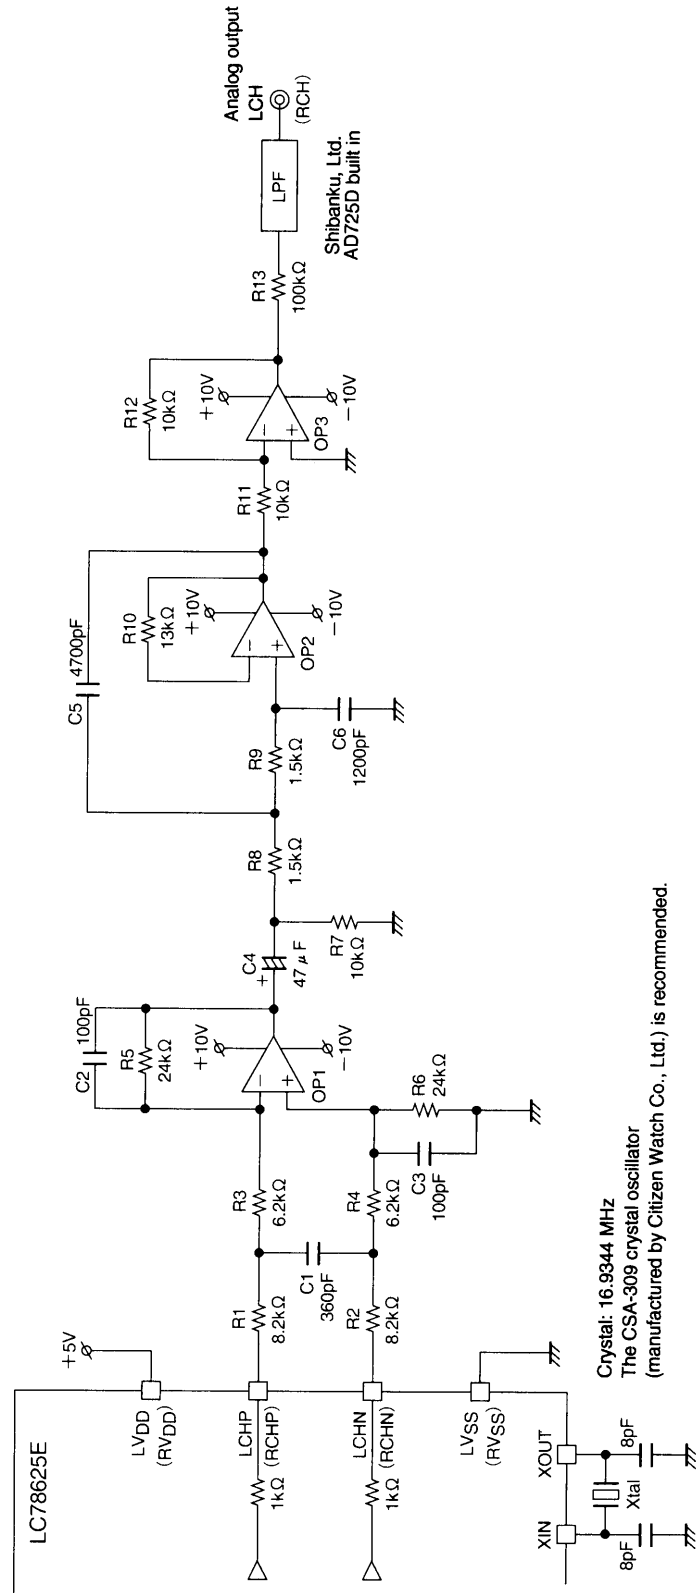 LC78625E
+5V
LVDD
(RVDD)
LCHP
(RCHP)
1kΩ
LCHN
(RCHN)
1kΩ
LVSS
(RVSS)
XIN
XOUT
8pF
Xtal
8pF
R1
8.2kΩ
R2
8.2kΩ
C1
360pF
R3
6.2kΩ
R4
6.2kΩ
C2
100pF
R5
24kΩ
+10V
−
+
OP1
−10V
C3
100pF
R6
24kΩ
C4
+
47μF
R7
10kΩ
R8
1.5kΩ
R9
1.5kΩ
C5
4700pF
C6
1200pF
R10
13kΩ
+10V
−
+
OP2
−10V
R11
10kΩ
R12
10kΩ
+10V
−
+
OP3
−10V
R13
100kΩ
LPF
Analog output
LCH
(RCH)
Shibanku, Ltd.
AD725D built in
Crystal: 16.9344 MHz
The CSA-309 crystal oscillator
(manufactured by Citizen Watch Co., Ltd.) is recommended.